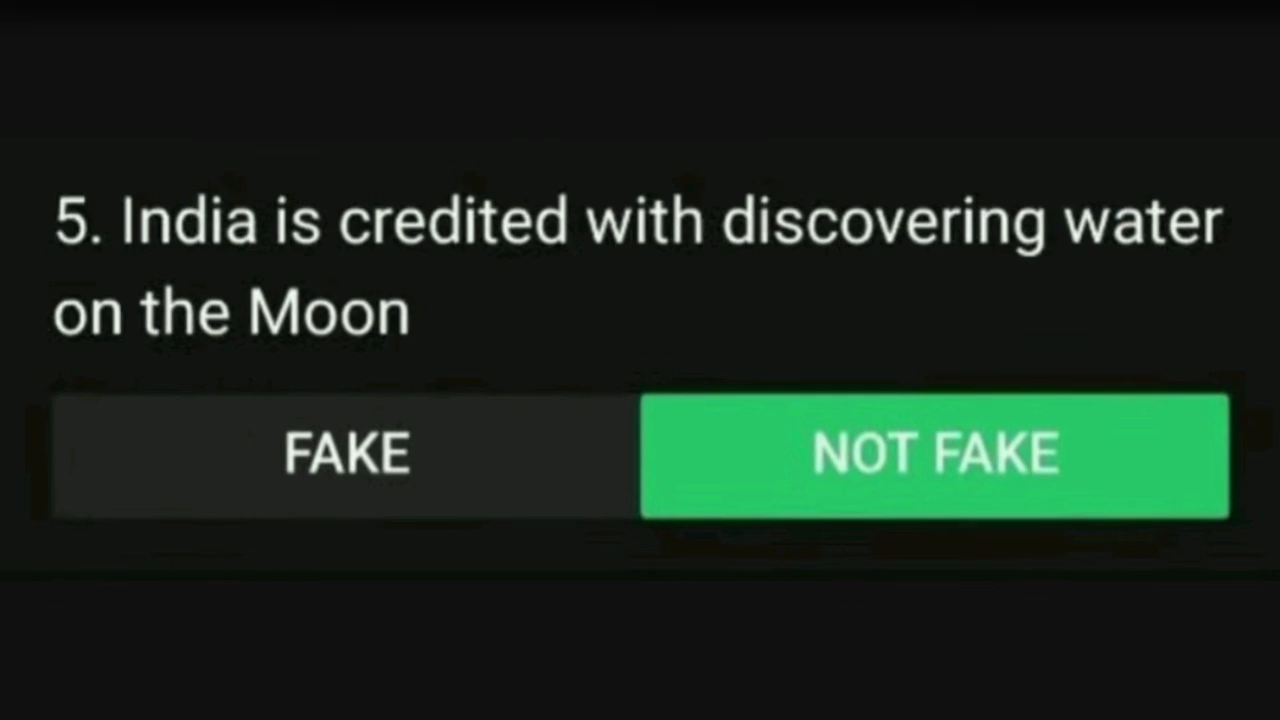 5. India is credited with discovering water
on the Moon
FAKE
NOT FAKE